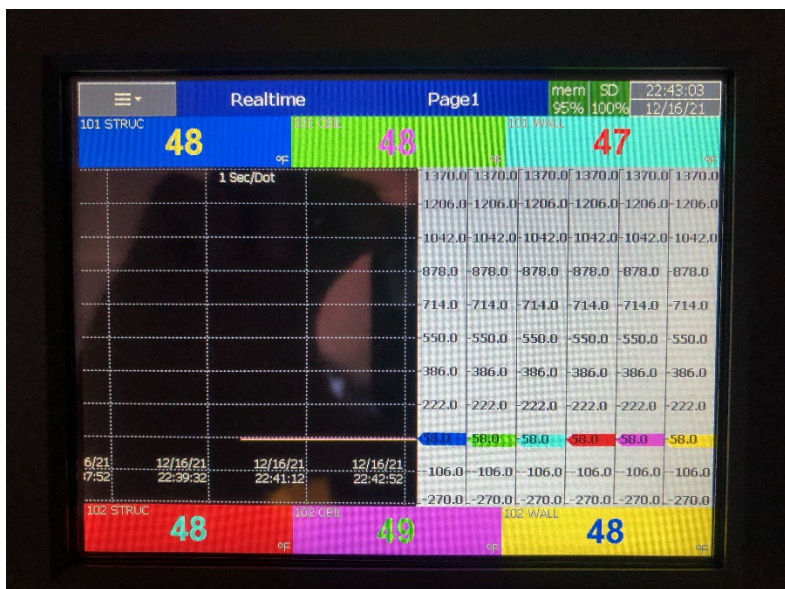 Realtime Page1 mem SD 22:43:03
95% 100% 12/16/21
101 STRUC 101 CEIL 101 WALL
48 48 47
°F °F °F
1 Sec/Dot
1370.0 1370.0 1370.0 1370.0 1370.0 1370.0
1206.0 1206.0 1206.0 1206.0 1206.0 1206.0
1042.0 1042.0 1042.0 1042.0 1042.0 1042.0
878.0 878.0 878.0 878.0 878.0 878.0
714.0 714.0 714.0 714.0 714.0 714.0
550.0 550.0 550.0 550.0 550.0 550.0
386.0 386.0 386.0 386.0 386.0 386.0
222.0 222.0 222.0 222.0 222.0 222.0
58.0 58.0 58.0 58.0 58.0 58.0
6/21 12/16/21 12/16/21 12/16/21
7:52 22:39:32 22:41:12 22:42:52
-106.0 -106.0 -106.0 -106.0 -106.0 -106.0
-270.0 -270.0 -270.0 -270.0 -270.0 -270.0
102 STRUC 102 CEIL 102 WALL
48 49 48
°F °F °F